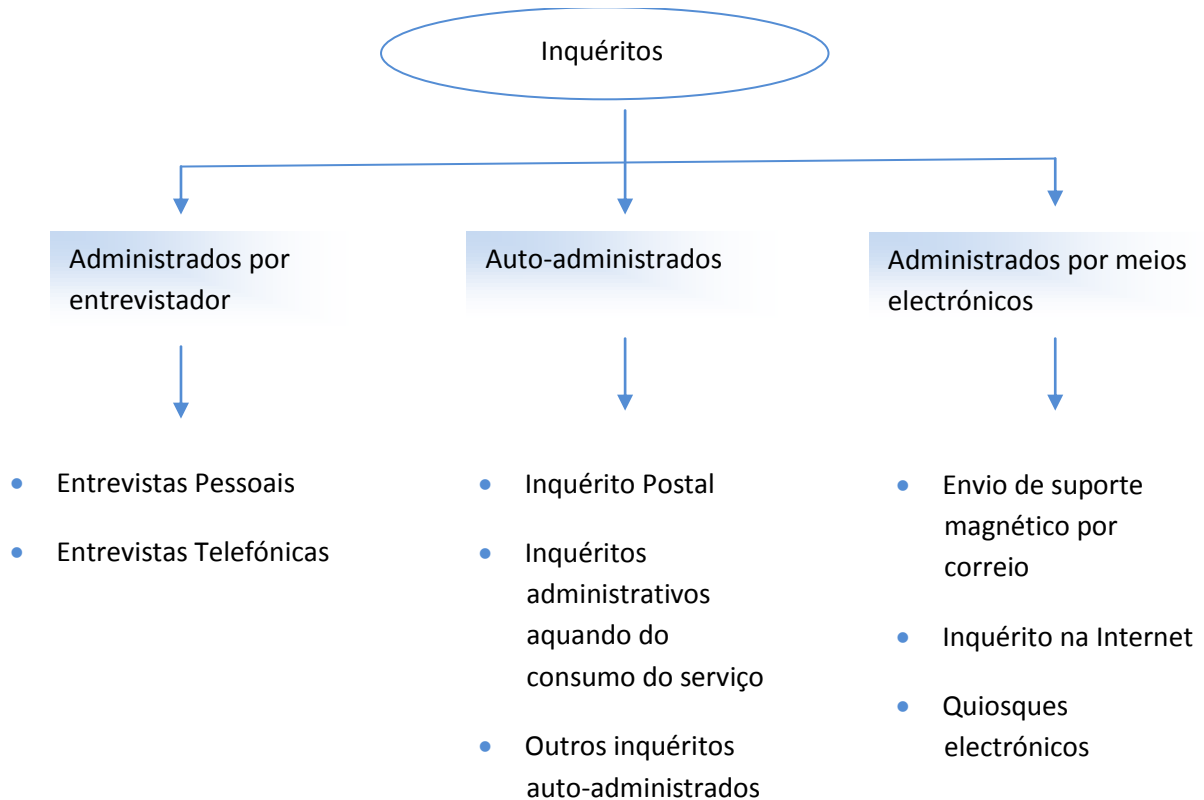 Inquéritos
Administrados por
entrevistador
Auto-administrados
Administrados por meios
electrónicos
• Entrevistas Pessoais
• Entrevistas Telefónicas
• Inquérito Postal
• Inquéritos
administrativos
aquando do
consumo do serviço
• Outros inquéritos
auto-administrados
• Envio de suporte
magnético por
correio
• Inquérito na Internet
• Quiosques
electrónicos